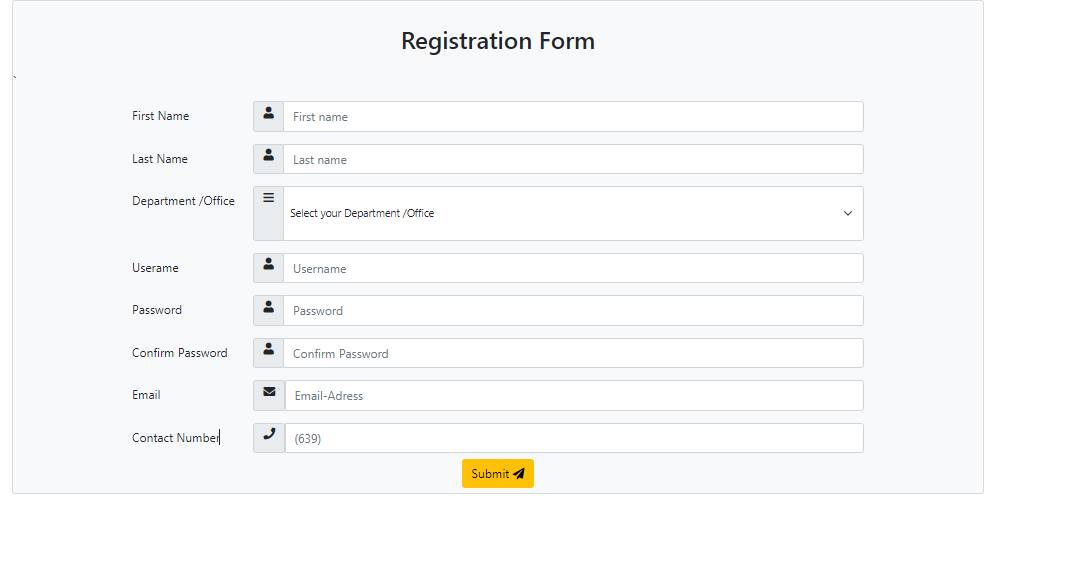 Registration Form
`
First Name First name
Last Name Last name
Department /Office Select your Department /Office
Userame Username
Password Password
Confirm Password Confirm Password
Email Email-Adress
Contact Number (639)
Submit